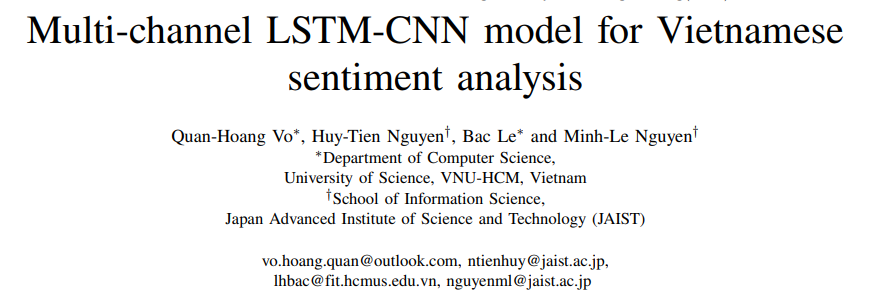 Multi-channel LSTM-CNN model for Vietnamese
sentiment analysis
Quan-Hoang Vo*, Huy-Tien Nguyen†, Bac Le* and Minh-Le Nguyen†
*Department of Computer Science,
University of Science, VNU-HCM, Vietnam
†School of Information Science,
Japan Advanced Institute of Science and Technology (JAIST)
vo.hoang.quan@outlook.com, ntienhuy@jaist.ac.jp,
lhbac@fit.hcmus.edu.vn, nguyenml@jaist.ac.jp